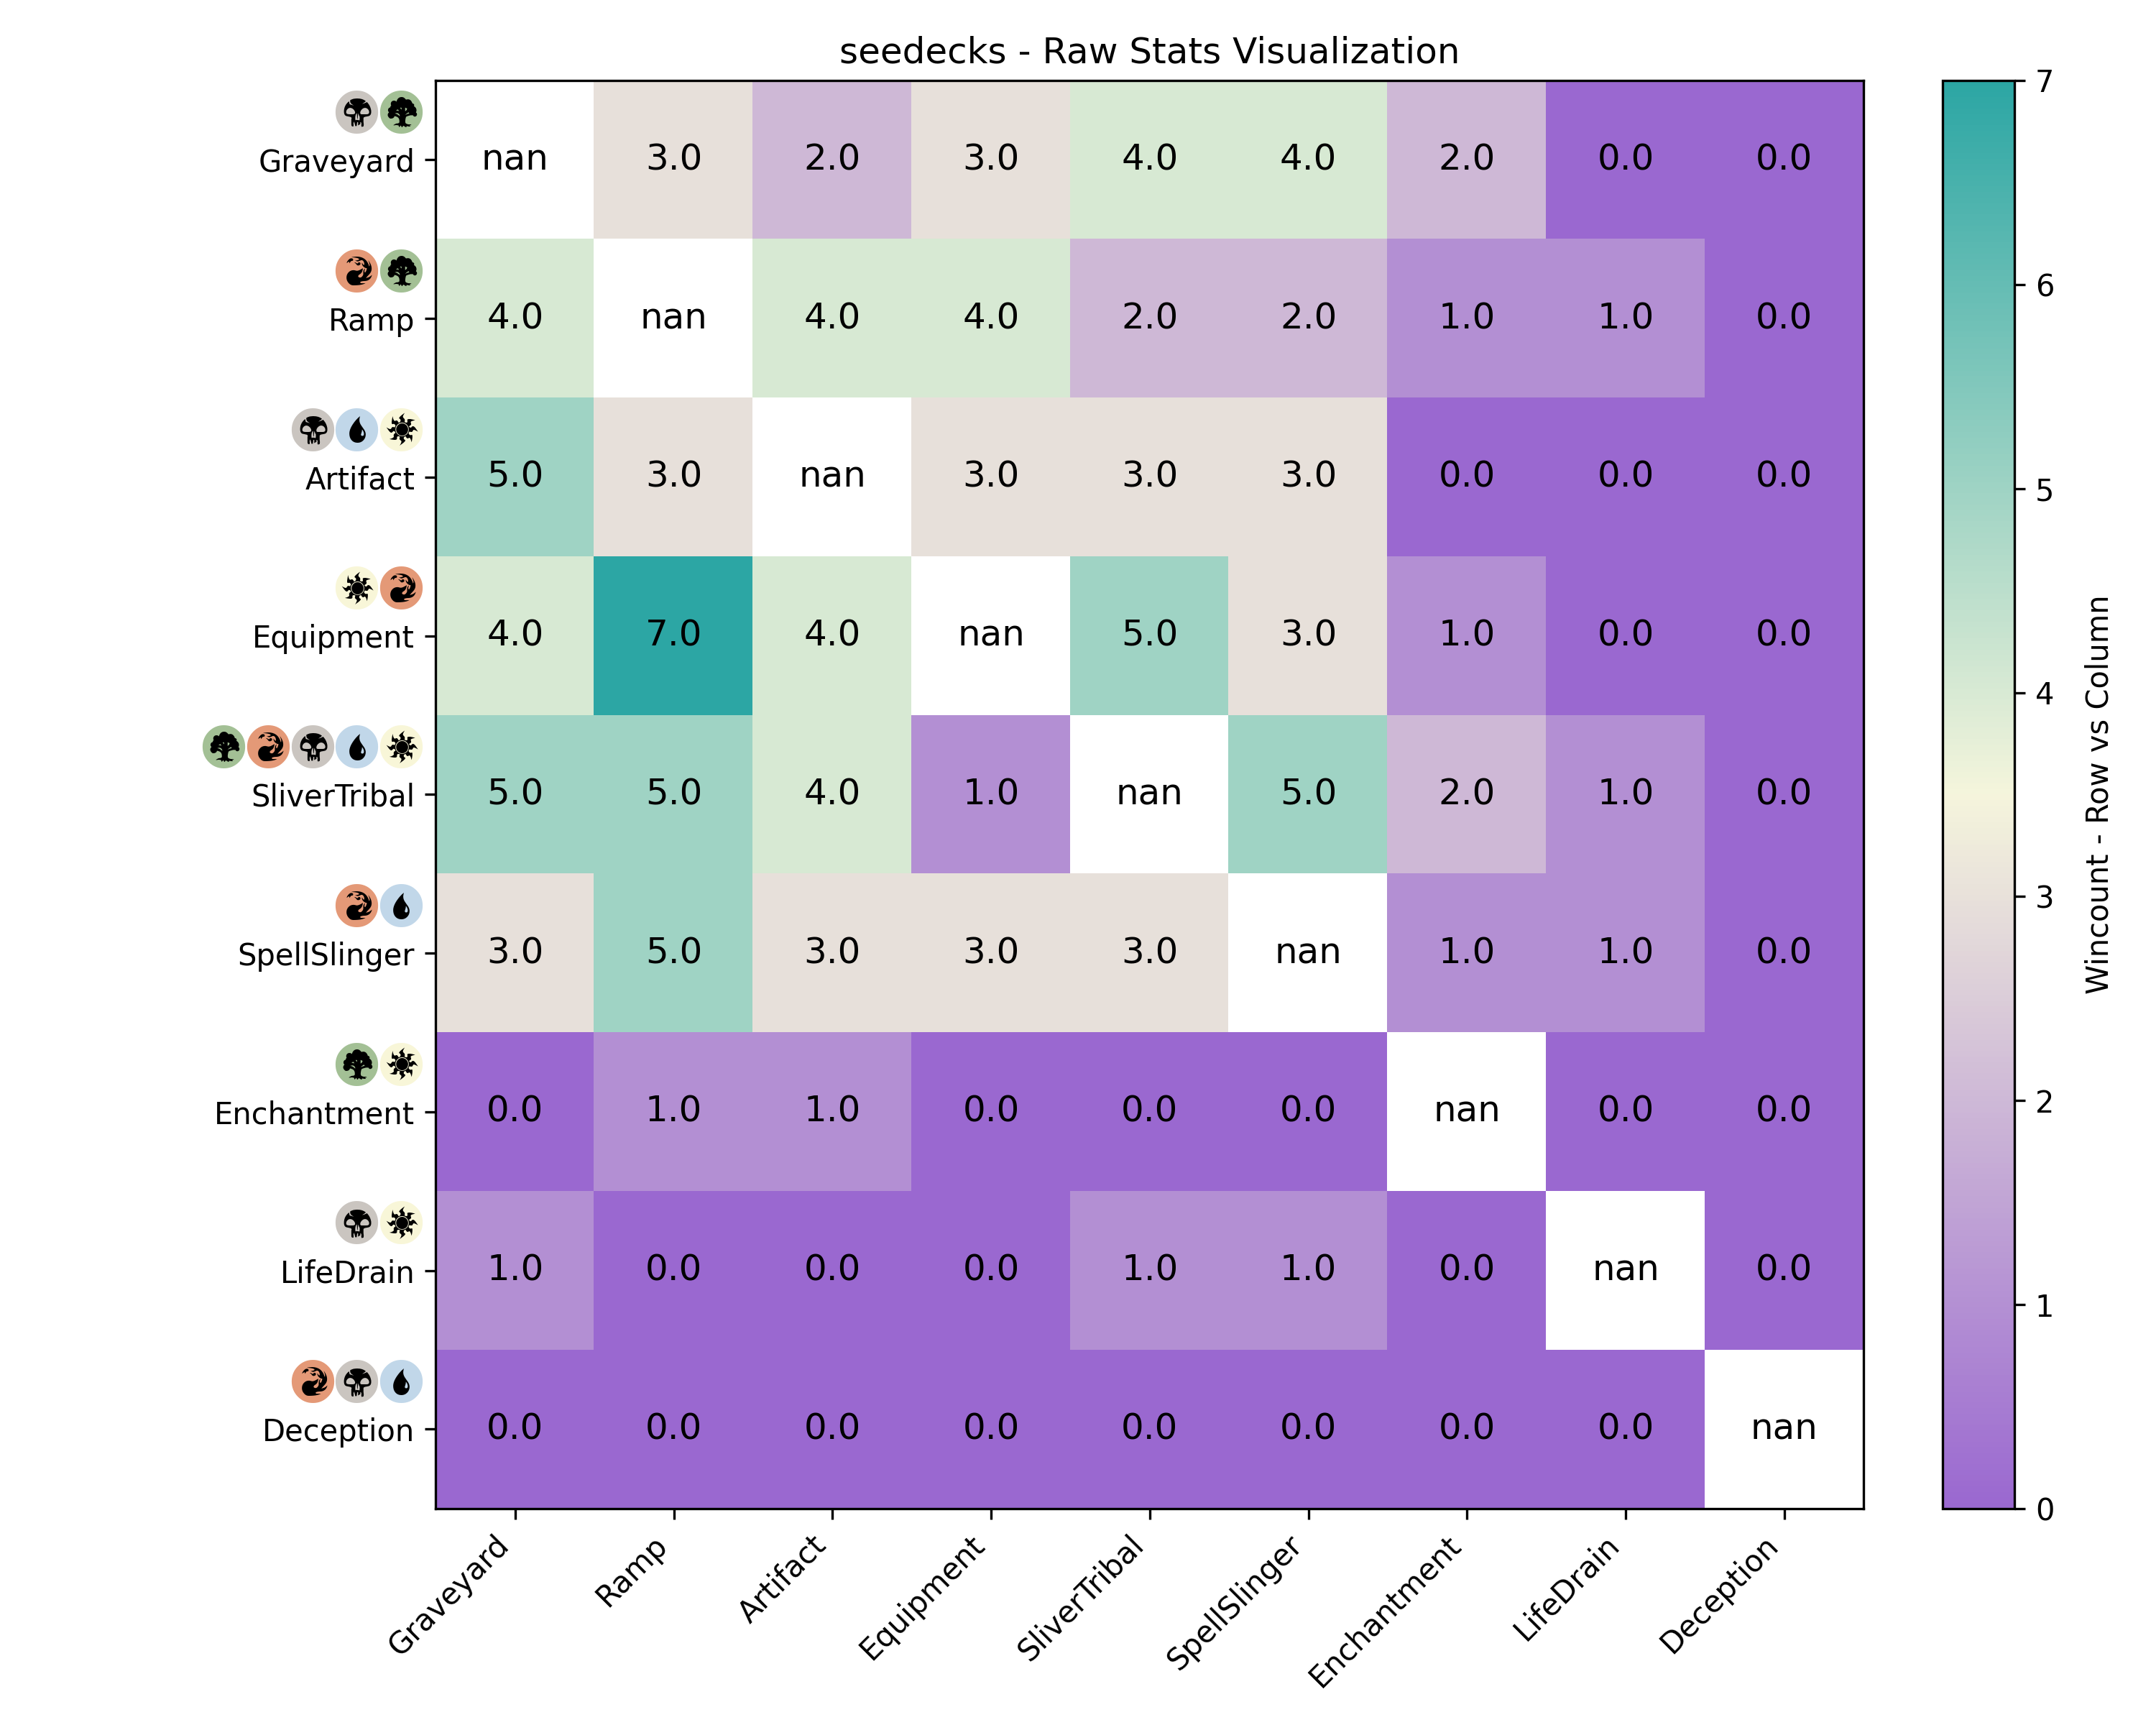 seedecks - Raw Stats Visualization
Graveyard nan 3.0 2.0 3.0 4.0 4.0 2.0 0.0 0.0
Ramp 4.0 nan 4.0 4.0 2.0 2.0 1.0 1.0 0.0
Artifact 5.0 3.0 nan 3.0 3.0 3.0 0.0 0.0 0.0
Equipment 4.0 7.0 4.0 nan 5.0 3.0 1.0 0.0 0.0
SliverTribal 5.0 5.0 4.0 1.0 nan 5.0 2.0 1.0 0.0
SpellSlinger 3.0 5.0 3.0 3.0 3.0 nan 1.0 1.0 0.0
Enchantment 0.0 1.0 1.0 0.0 0.0 0.0 nan 0.0 0.0
LifeDrain 1.0 0.0 0.0 0.0 1.0 1.0 0.0 nan 0.0
Deception 0.0 0.0 0.0 0.0 0.0 0.0 0.0 0.0 nan
Graveyard
Ramp
Artifact
Equipment
SliverTribal
SpellSlinger
Enchantment
LifeDrain
Deception
7
6
5
4
3
2
1
0
Wincount - Row vs Column